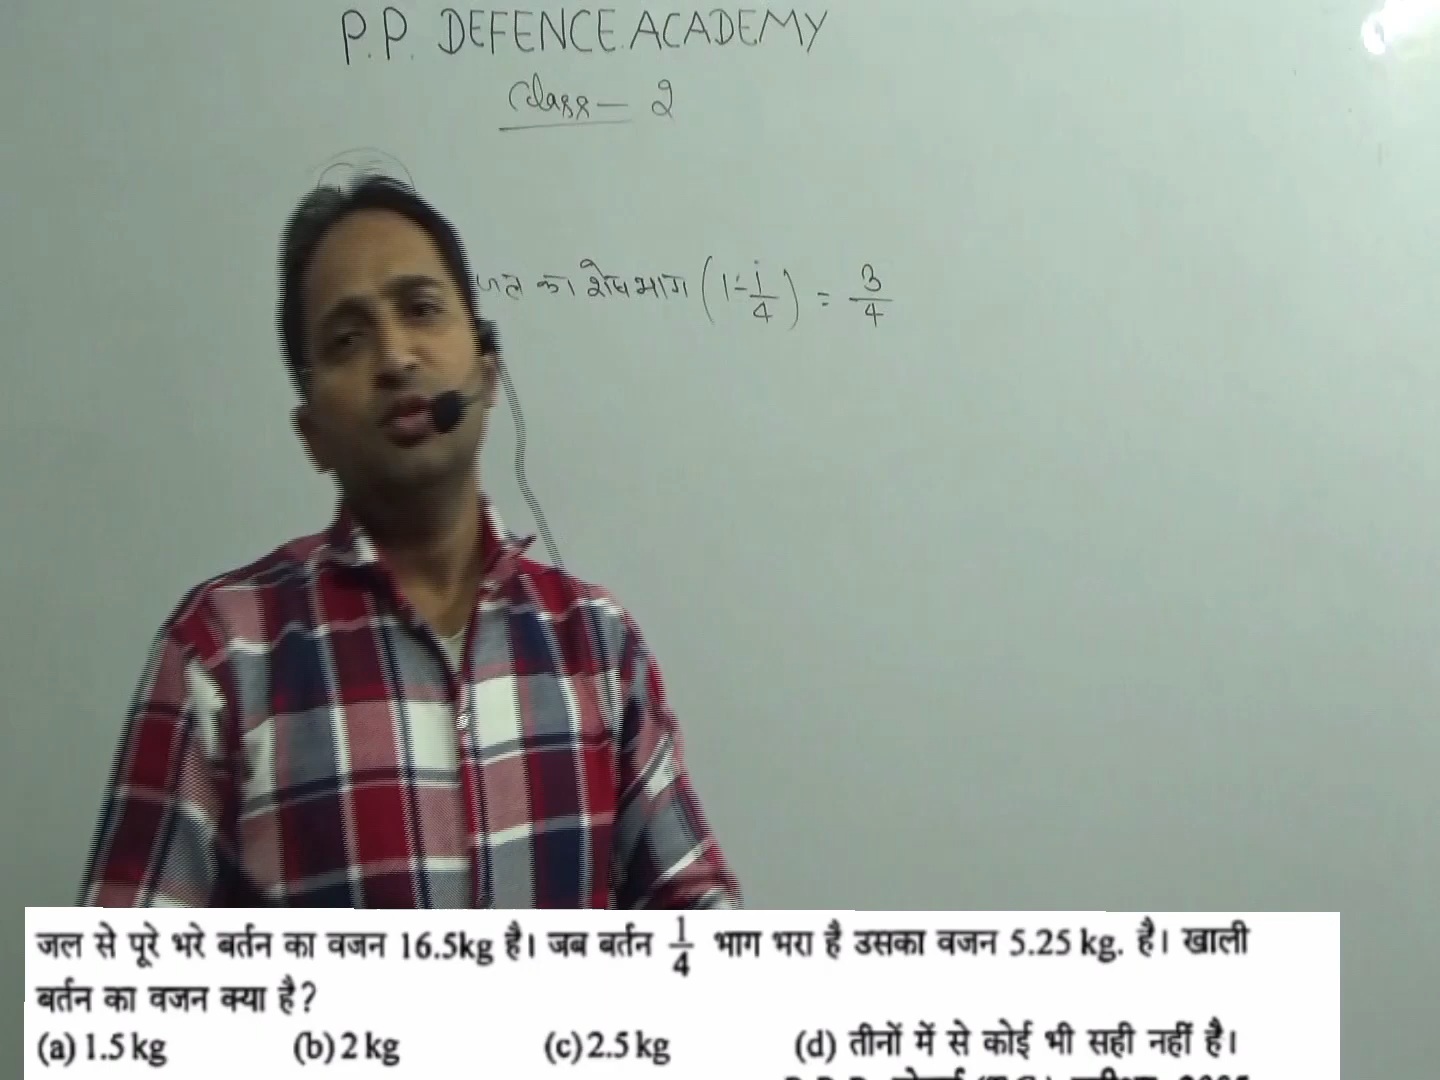 P.P. DEFENCE ACADEMY
Class - 2
जल का शेष भाग (1 - 1/4) = 3/4
जल से पूरे भरे बर्तन का वजन 16.5kg है। जब बर्तन 1/4 भाग भरा है उसका वजन 5.25 kg. है। खाली
बर्तन का वजन क्या है?
(a) 1.5 kg (b) 2 kg (c) 2.5 kg (d) तीनों में से कोई भी सही नहीं है।